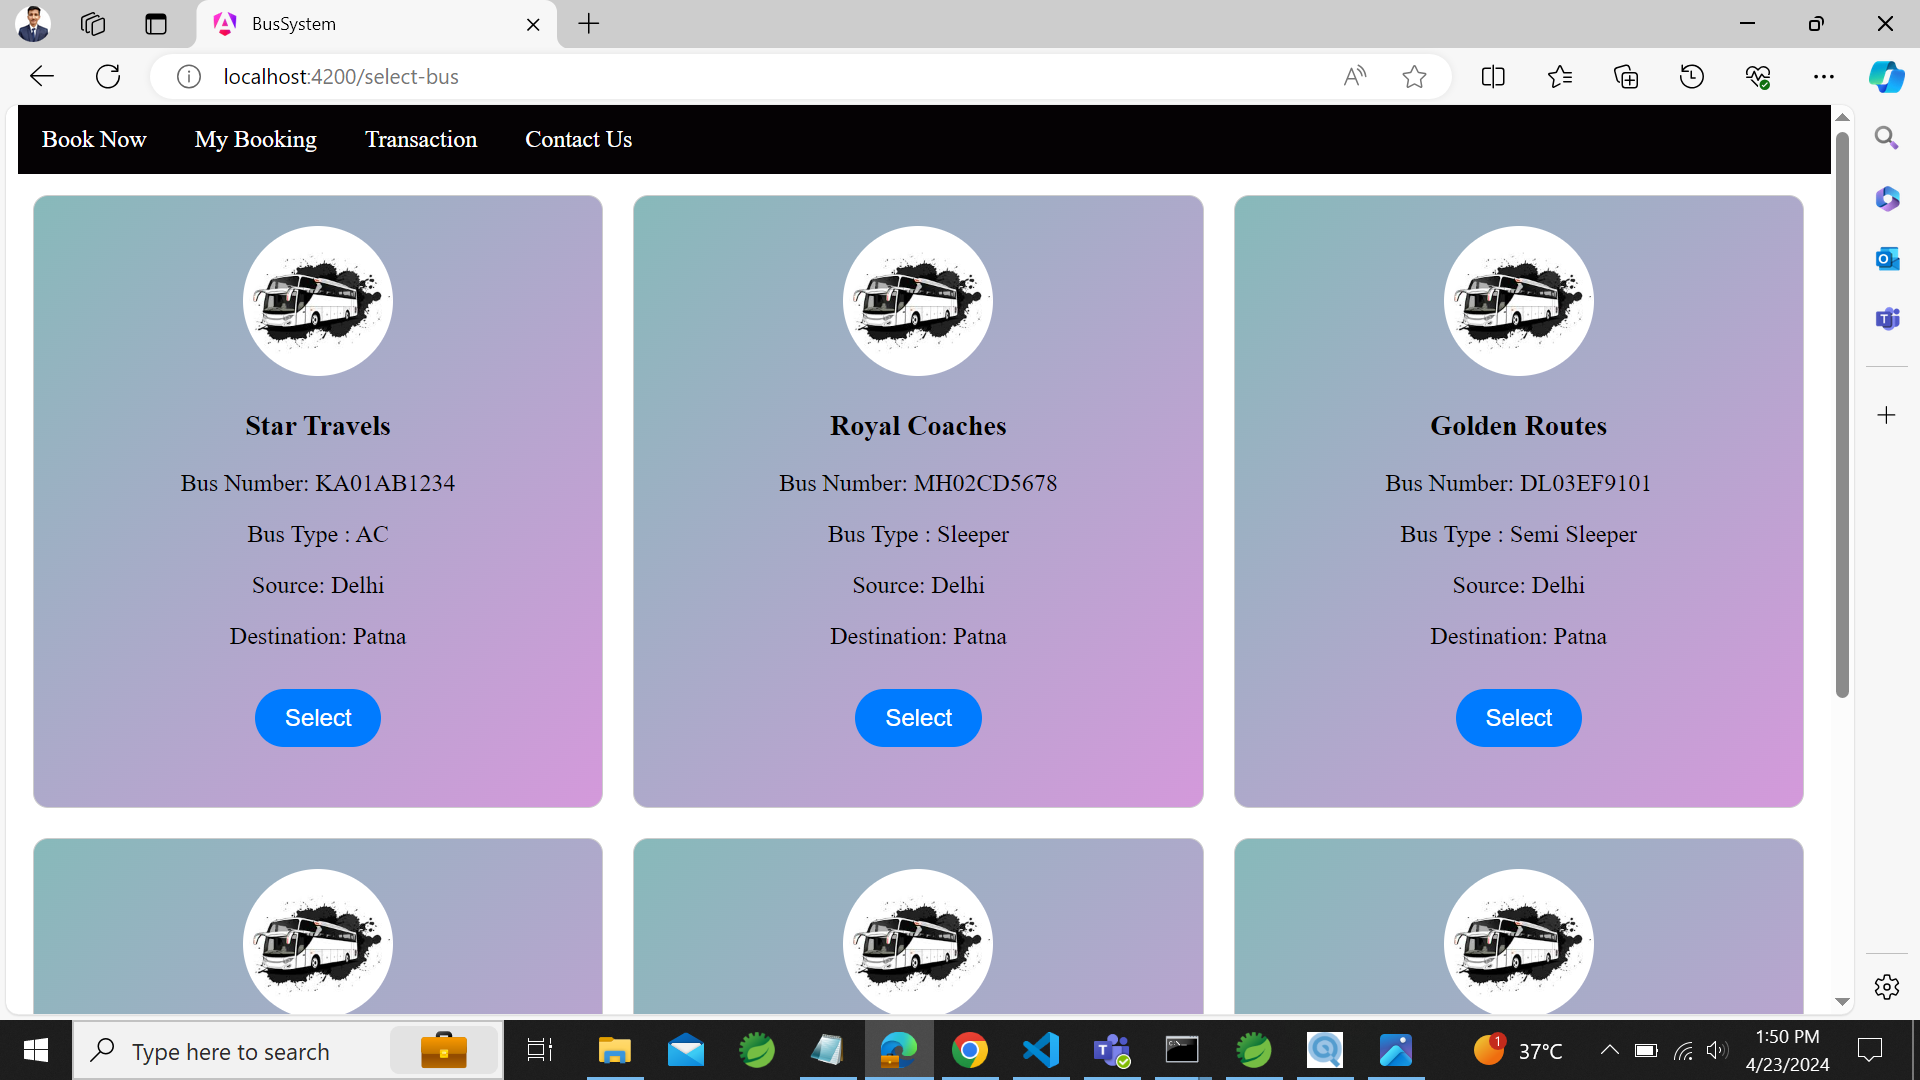 BusSystem
localhost:4200/select-bus
Book Now My Booking Transaction Contact Us
Star Travels
Bus Number: KA01AB1234
Bus Type : AC
Source: Delhi
Destination: Patna
Select
Royal Coaches
Bus Number: MH02CD5678
Bus Type : Sleeper
Source: Delhi
Destination: Patna
Select
Golden Routes
Bus Number: DL03EF9101
Bus Type : Semi Sleeper
Source: Delhi
Destination: Patna
Select
Type here to search
1
37°C
1:50 PM
4/23/2024